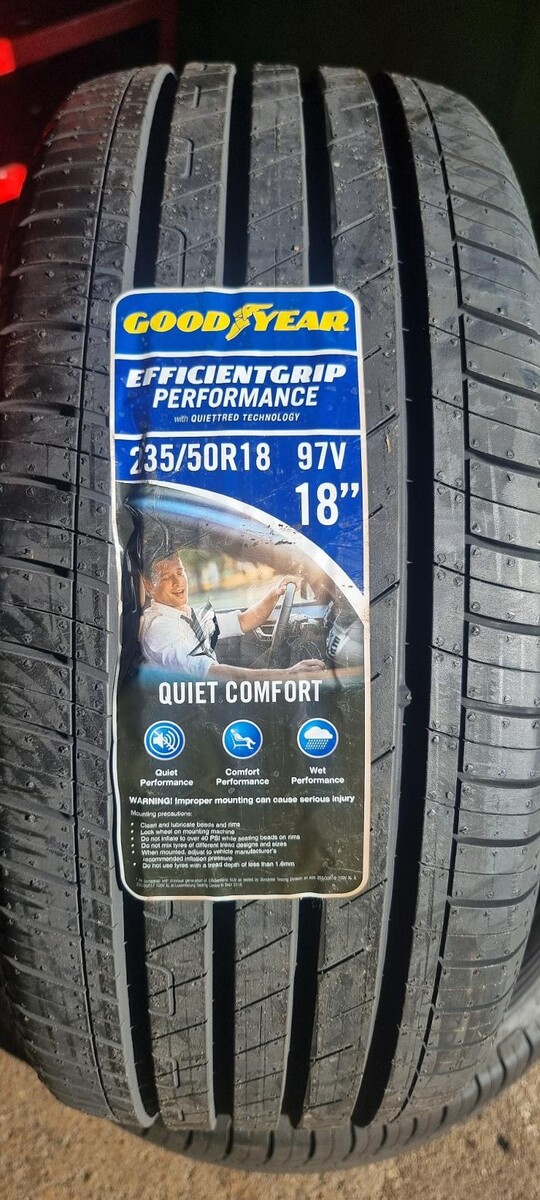 GOODYEAR
EFFICIENTGRIP
PERFORMANCE
with QUIETTRED TECHNOLOGY
235/50R18 97V
18"
QUIET COMFORT
Quiet Performance
Comfort Performance
Wet Performance
WARNING! Improper mounting can cause serious injury
Mounting precautions:
• Clean and lubricate beads and rims
• Lock wheel on mounting machine
• Do not inflate to over 40 PSI while seating beads on rims
• Do not mix tyres of different tread designs and sizes
• When mounted, adjust to vehicle manufacturer's
recommended inflation pressure
• Do not use tyres with a tread depth of less than 1.6mm